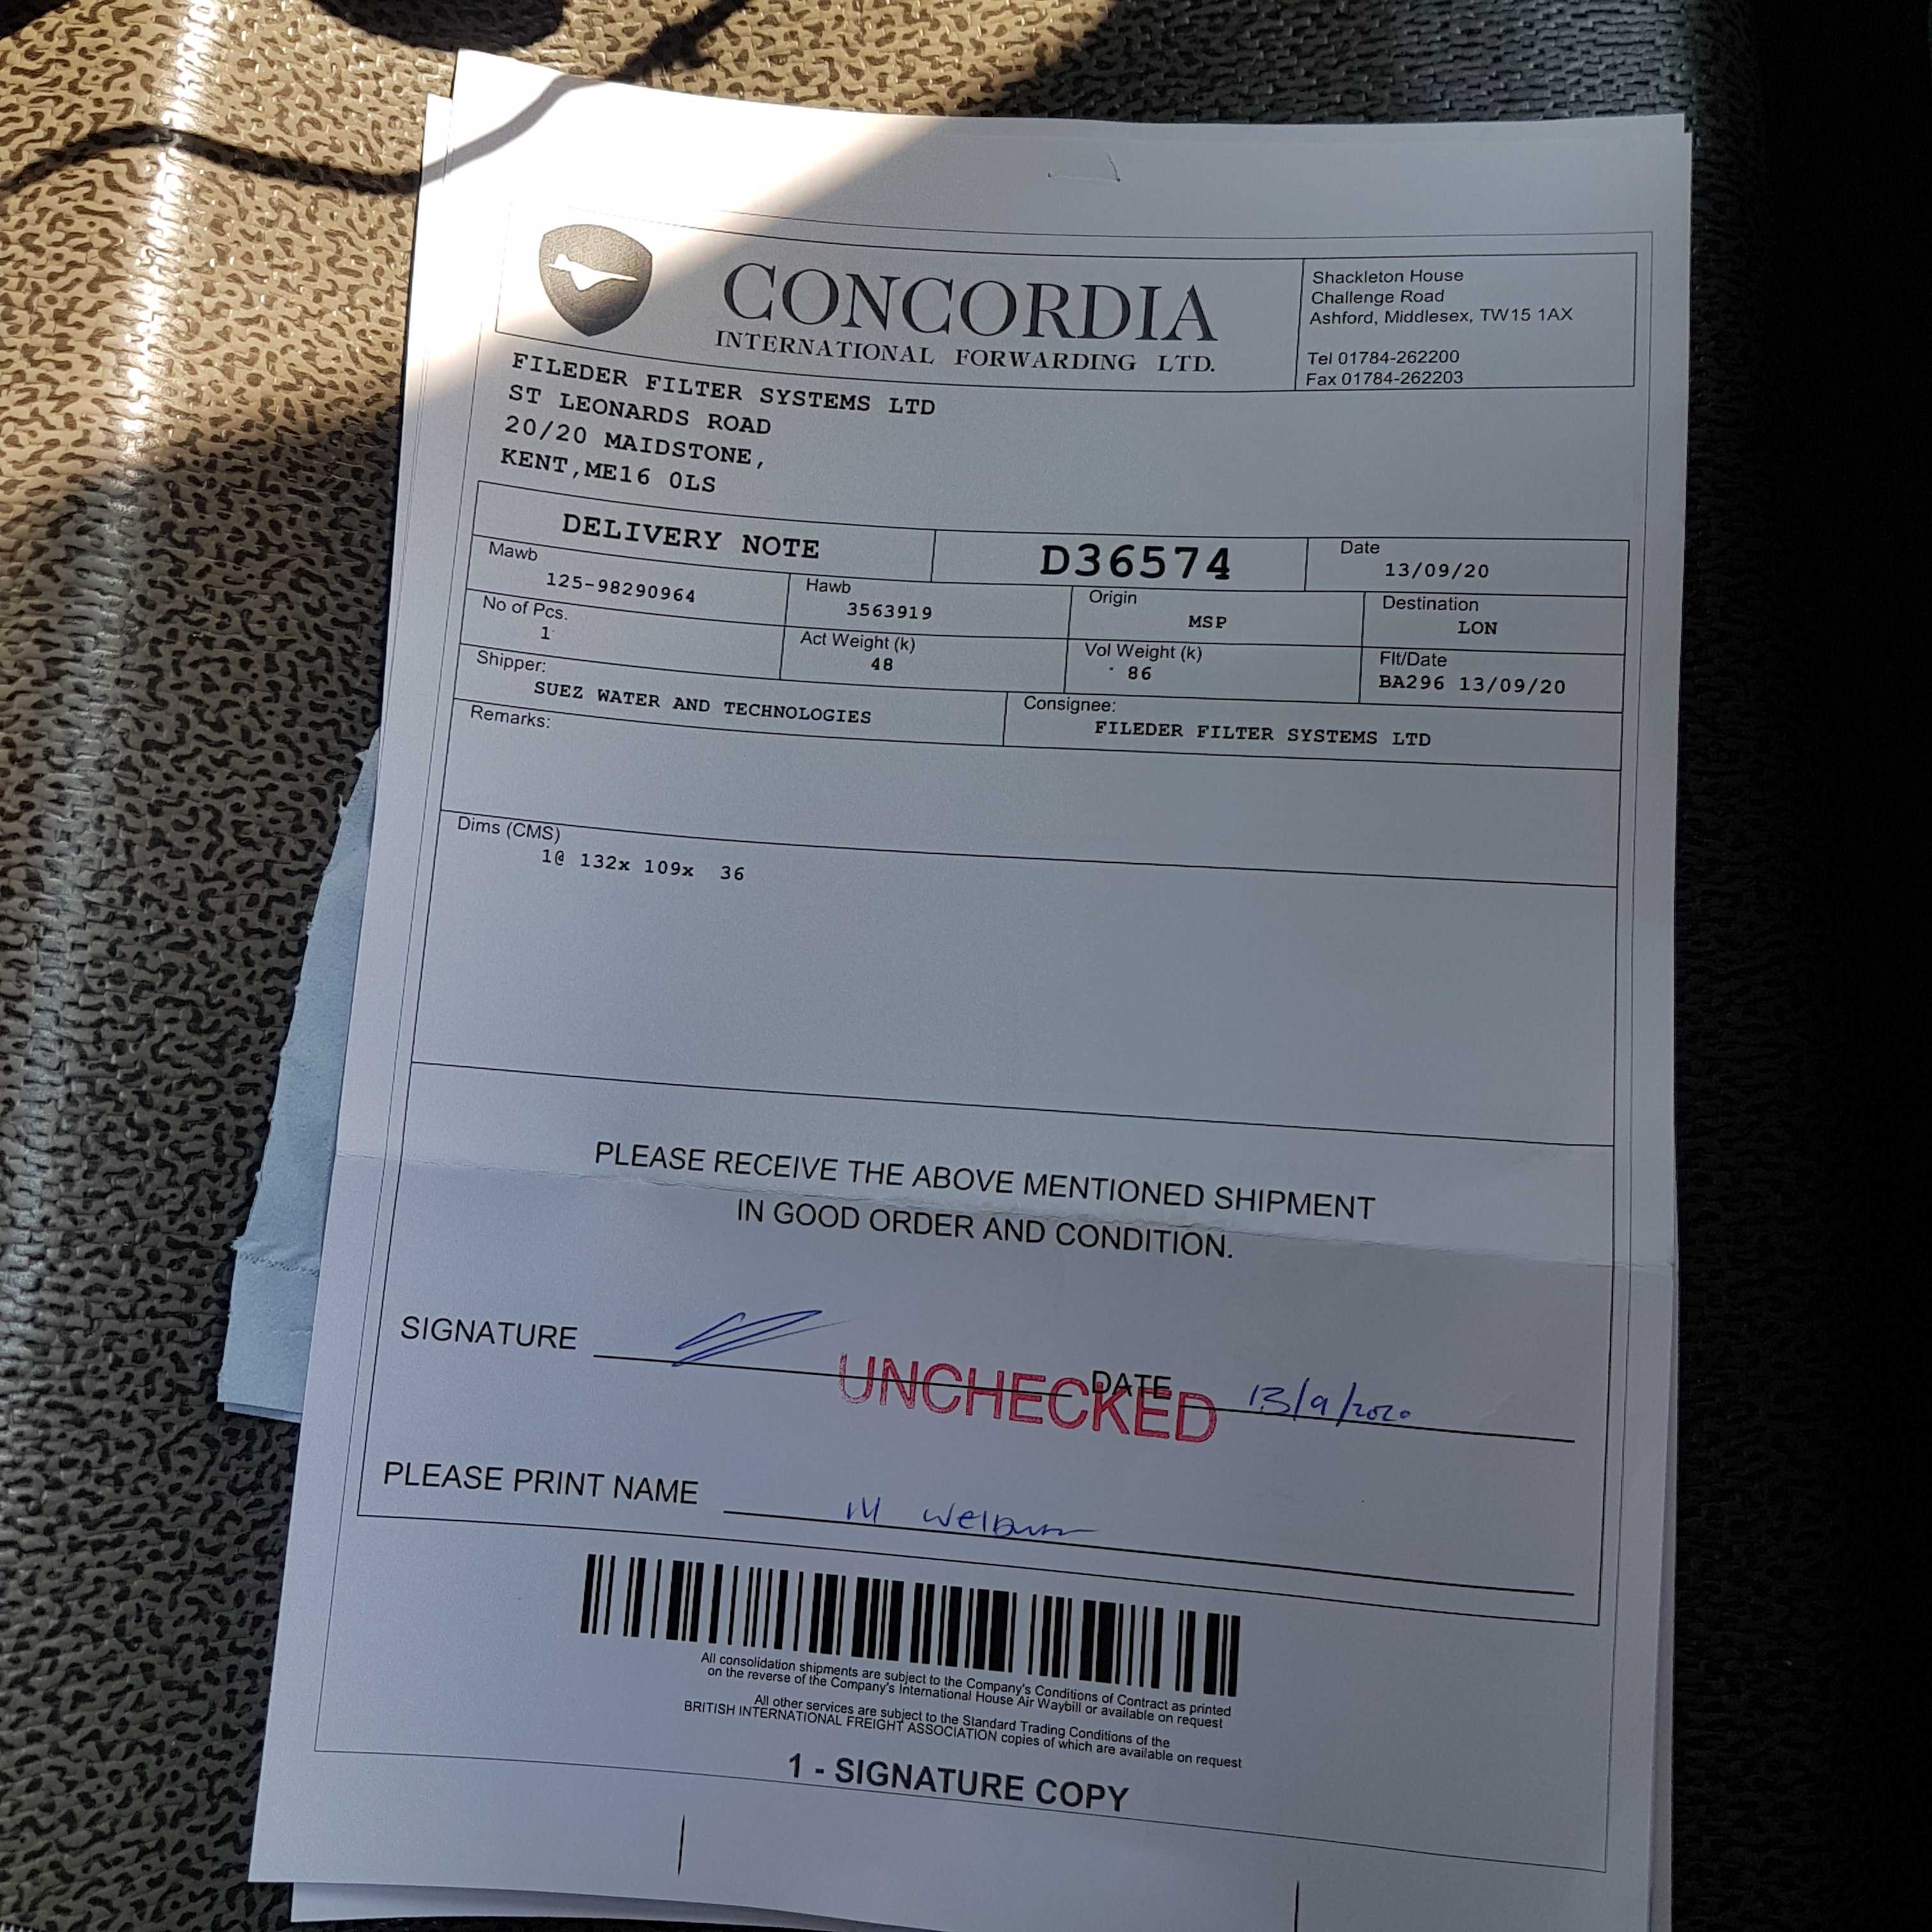 CONCORDIA
INTERNATIONAL FORWARDING LTD.
Shackleton House
Challenge Road
Ashford, Middlesex, TW15 1AX
Tel 01784-262200
Fax 01784-262203
FILEDER FILTER SYSTEMS LTD
ST LEONARDS ROAD
20/20 MAIDSTONE,
KENT,ME16 0LS
DELIVERY NOTE D36574 Date 13/09/20
Mawb 125-98290964 Hawb 3563919 Origin MSP Destination LON
No of Pcs. 1 Act Weight (k) 48 Vol Weight (k) 86 Flt/Date BA296 13/09/20
Shipper: SUEZ WATER AND TECHNOLOGIES Consignee: FILEDER FILTER SYSTEMS LTD
Remarks:
Dims (CMS)
1@ 132x 109x 36
PLEASE RECEIVE THE ABOVE MENTIONED SHIPMENT
IN GOOD ORDER AND CONDITION.
SIGNATURE DATE 13/9/2020
UNCHECKED
PLEASE PRINT NAME M Welburn
All consolidation shipments are subject to the Company's Conditions of Contract as printed
on the reverse of the Company's International House Air Waybill or available on request
All other services are subject to the Standard Trading Conditions of the
BRITISH INTERNATIONAL FREIGHT ASSOCIATION copies of which are available on request
1 - SIGNATURE COPY